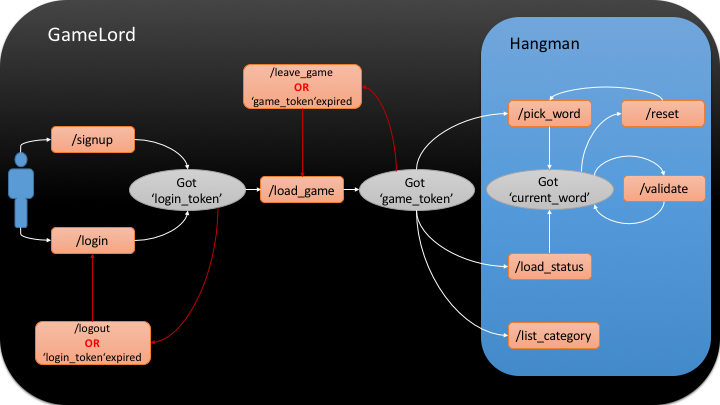 GameLord
Hangman
/leave_game
OR
‘game_token‘expired
/signup
/pick_word
/reset
Got
‘login_token’
/load_game
Got
‘game_token’
Got
‘current_word’
/validate
/login
/load_status
/logout
OR
‘login_token‘expired
/list_category